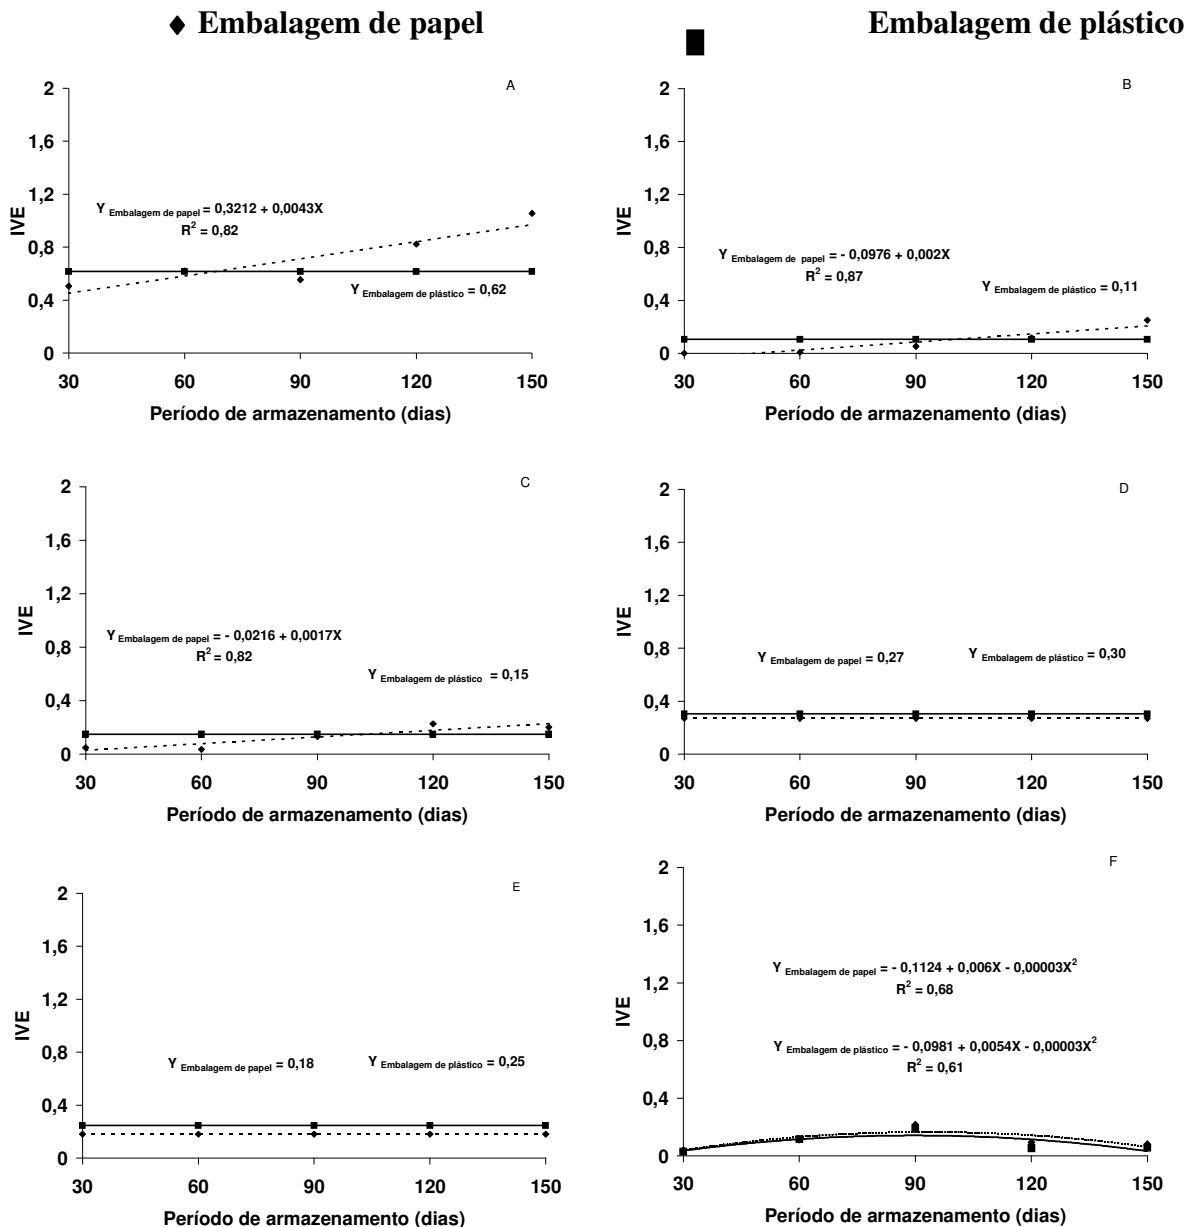 Embalagem de papel
Embalagem de plástico
A
2
1,6
1,2
0,8
0,4
0
IVE
Y Embalagem de papel = 0,3212 + 0,0043X
R² = 0,82
Y Embalagem de plástico = 0,62
30 60 90 120 150
Período de armazenamento (dias)
B
2
1,6
1,2
0,8
0,4
0
IVE
Y Embalagem de papel = - 0,0976 + 0,002X
R² = 0,87
Y Embalagem de plástico = 0,11
30 60 90 120 150
Período de armazenamento (dias)
C
2
1,6
1,2
0,8
0,4
0
IVE
Y Embalagem de papel = - 0,0216 + 0,0017X
R² = 0,82
Y Embalagem de plástico = 0,15
30 60 90 120 150
Período de armazenamento (dias)
D
2
1,6
1,2
0,8
0,4
0
IVE
Y Embalagem de papel = 0,27
Y Embalagem de plástico = 0,30
30 60 90 120 150
Período de armazenamento (dias)
E
2
1,6
1,2
0,8
0,4
0
IVE
Y Embalagem de papel = 0,18
Y Embalagem de plástico = 0,25
30 60 90 120 150
Período de armazenamento (dias)
F
2
1,6
1,2
0,8
0,4
0
IVE
Y Embalagem de papel = - 0,1124 + 0,006X - 0,00003X²
R² = 0,68
Y Embalagem de plástico = - 0,0981 + 0,0054X - 0,00003X²
R² = 0,61
30 60 90 120 150
Período de armazenamento (dias)